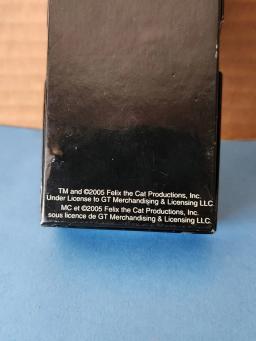 TM and ©2005 Felix the Cat Productions, Inc.
Under License to GT Merchandising & Licensing LLC
MC et ©2005 Felix the Cat Productions, Inc.
sous licence de GT Merchandising & Licensing LLC.